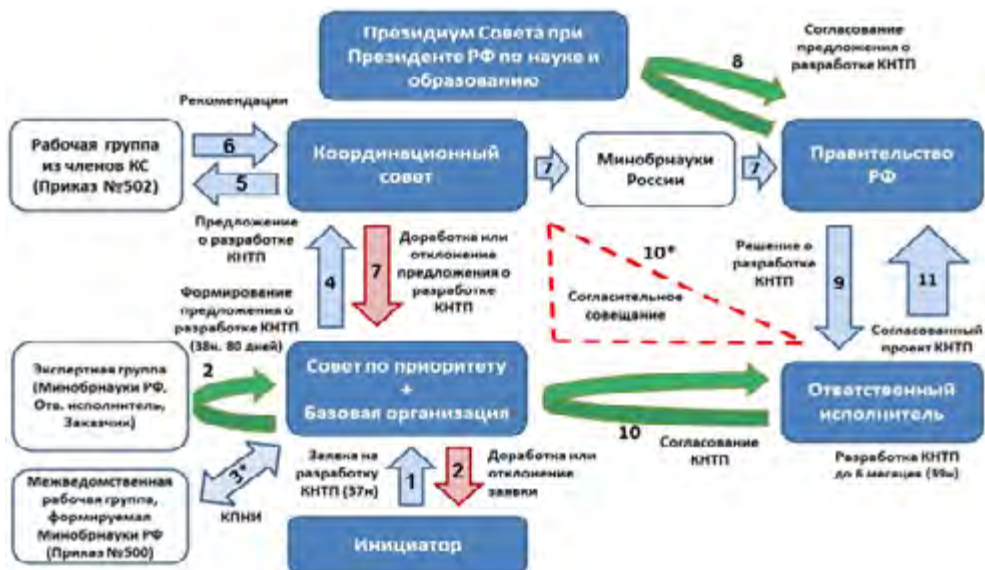 Президиум Совета при
Президенте РФ по науке и
образованию
8
Согласование
предложения о
разработке КНТП
Рекомендации
Рабочая группа
из членов КС
(Приказ №502)
6
5
Координационный
совет
7
Минобрнауки
России
7
Правительство
РФ
Предложение
о разработке
КНТП
4
7
Доработка или
отклонение
предложения о
разработке
КНТП
10*
Согласительное
совещание
Решение о
разработке
КНТП
9
11
Согласованный
проект КНТП
Формирование
предложения о
разработке КНТП
(38н. 80 дней)
Экспертная группа
(Минобрнауки РФ,
Отв. исполнитель,
Заказчик)
2
Совет по приоритету
+
Базовая организация
10
Согласование
КНТП
Ответственный
исполнитель
Разработка КНТП
до 6 месяцев
3*
КПНИ
Заявка на
разработку
КНТП (37н)
1
2
Доработка или
отклонение
заявки
Межведомственная
рабочая группа,
формируемая
Минобрнауки РФ
(Приказ №500)
Инициатор